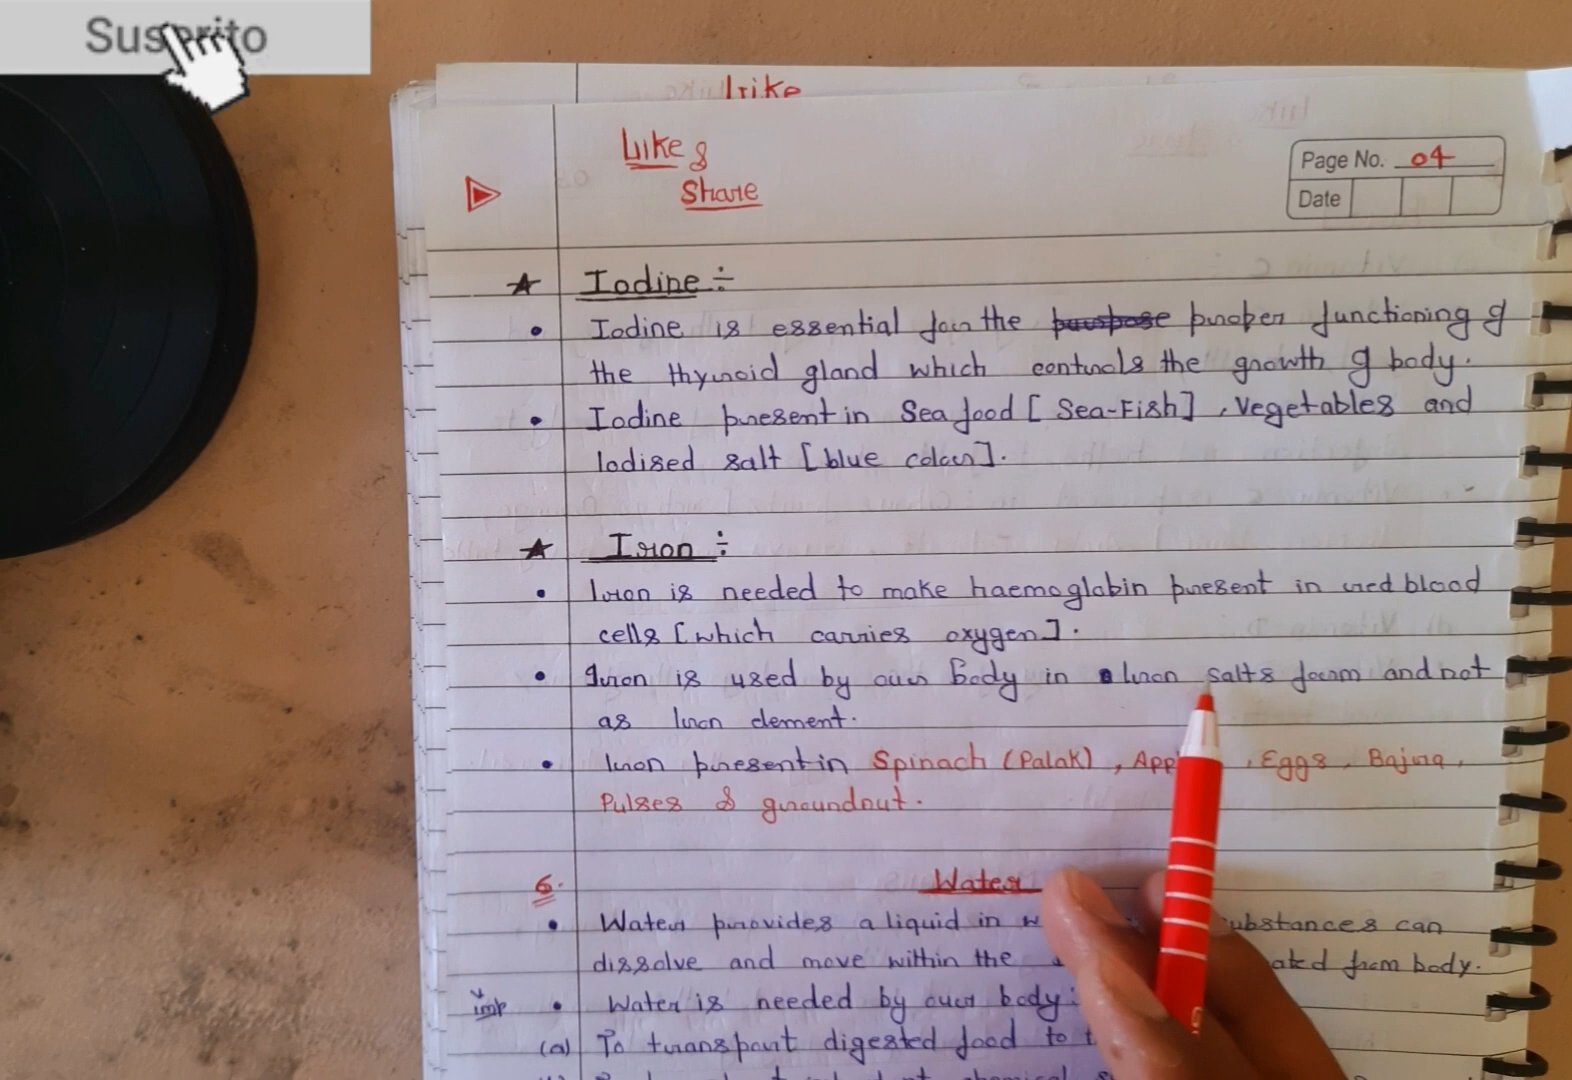 Like
Like &
Share
Page No. 04
Date
Iodine :
• Iodine is essential for the proper functioning of
the thyroid gland which controls the growth of body.
• Iodine present in Sea food [Sea-Fish], Vegetables and
Iodised salt [blue colour].
Iron :
• Iron is needed to make haemoglobin present in red blood
cells [which carries oxygen].
• Iron is used by our Body in Iron salts form and not
as Iron element.
• Iron present in Spinach (Palak), , Eggs, Bajra,
Pulses & groundnut.
6. Water
• Water provides a liquid in can
dissolve and move within the from body.
imp • Water is needed by our body:
(a) To transport digested food to